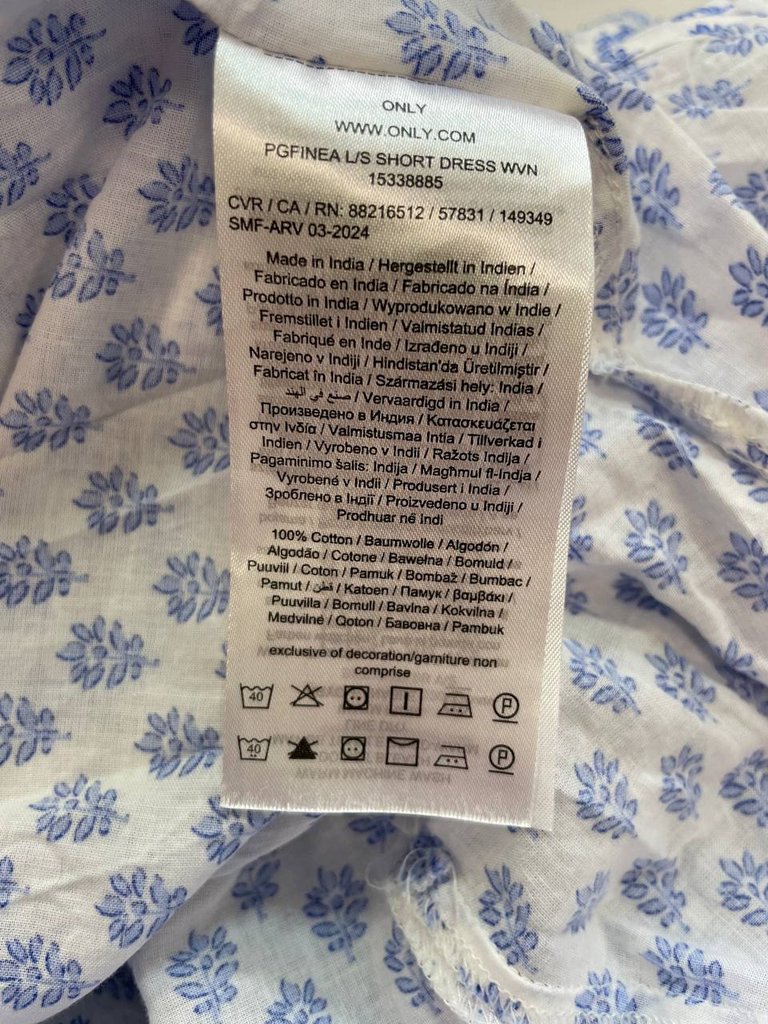 ONLY
WWW.ONLY.COM
PGFINEA L/S SHORT DRESS WVN
15338885
CVR / CA / RN: 88216512 / 57831 / 149349
SMF-ARV 03-2024
Made in India / Hergestellt in Indien /
Fabricado en India / Fabricado na Índia /
Prodotto in India / Wyprodukowano w Indie /
Fremstillet i Indien / Valmistatud Indias /
Fabriqué en Inde / Izrađeno u Indiji /
Narejeno v Indiji / Hindistan'da Üretilmiştir /
Fabricat în India / Származási hely: India /
صنع في الهند / Vervaardigd in India /
Произведено в Индия / Κατασκευάζεται
στην Ινδία / Valmistusmaa Intia / Tillverkad i
Indien / Vyrobeno v Indii / Ražots Indija /
Pagaminimo šalis: Indija / Magħmul fl-Indja /
Vyrobené v Indii / Produsert i India /
Зроблено в Індії / Proizvedeno u Indiji /
Prodhuar në Indi
100% Cotton / Baumwolle / Algodón /
Algodão / Cotone / Bawełna / Bomuld /
Puuviil / Coton / Pamuk / Bombaž / Bumbac /
Pamut / قطن / Katoen / Памук / βαμβάκι /
Puuvilla / Bomull / Bavlna / Kokvilna /
Medvilnė / Qoton / Бавовна / Pambuk
exclusive of decoration/garniture non
comprise
40 P
40 P